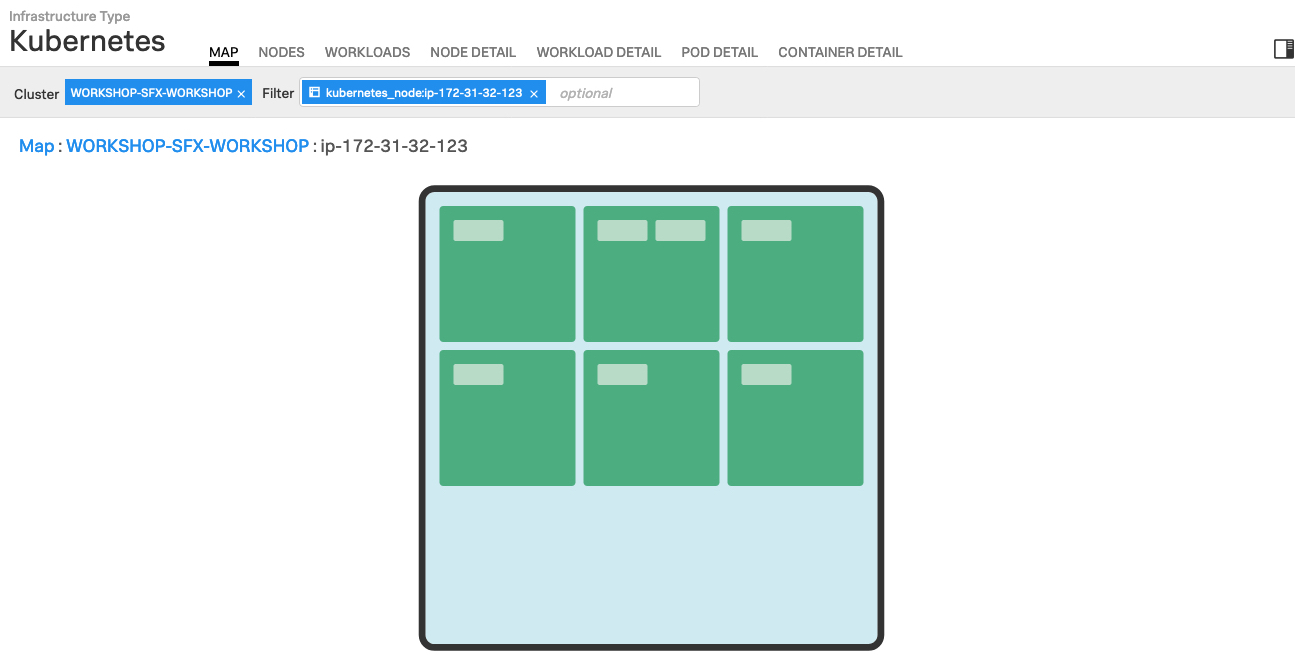 Infrastructure Type
Kubernetes
MAP NODES WORKLOADS NODE DETAIL WORKLOAD DETAIL POD DETAIL CONTAINER DETAIL
Cluster WORKSHOP-SFX-WORKSHOP × Filter kubernetes_node:ip-172-31-32-123 × optional
Map : WORKSHOP-SFX-WORKSHOP : ip-172-31-32-123